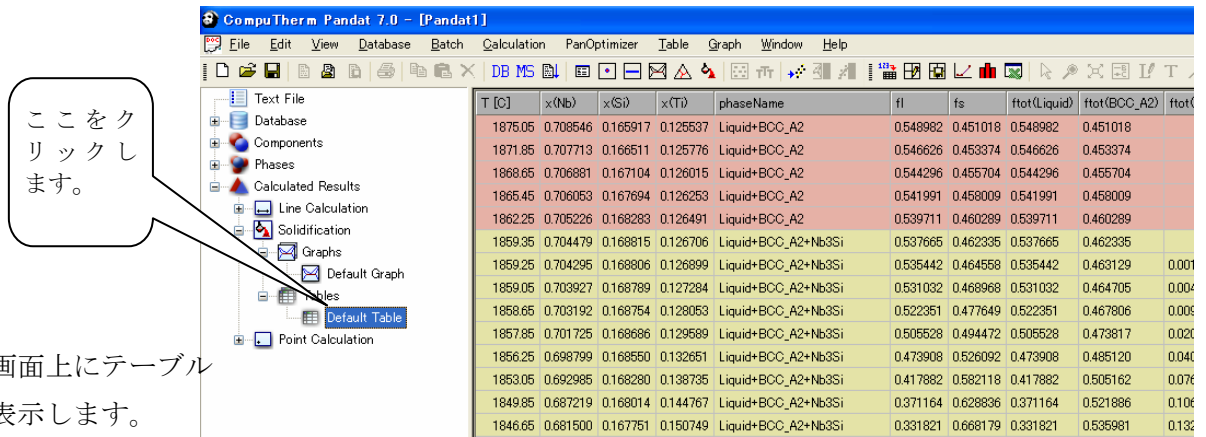 CompuTherm Pandat 7.0 - [Pandat1]
File Edit View Database Batch Calculation PanOptimizer Table Graph Window Help
DB MS
ここをク
リックし
ます。
Text File
Database
Components
Phases
Calculated Results
Line Calculation
Solidification
Graphs
Default Graph
Tables
Default Table
Point Calculation
画面上にテーブル
表示します。
T [C] x(Nb) x(Si) x(Ti) phaseName fl fs ftot(Liquid) ftot(BCC_A2) ftot(
1875.05 0.708546 0.165917 0.125537 Liquid+BCC_A2 0.548982 0.451018 0.548982 0.451018
1871.85 0.707713 0.166511 0.125776 Liquid+BCC_A2 0.546626 0.453374 0.546626 0.453374
1868.65 0.706881 0.167104 0.126015 Liquid+BCC_A2 0.544296 0.455704 0.544296 0.455704
1865.45 0.706053 0.167694 0.126253 Liquid+BCC_A2 0.541991 0.458009 0.541991 0.458009
1862.25 0.705226 0.168283 0.126491 Liquid+BCC_A2 0.539711 0.460289 0.539711 0.460289
1859.35 0.704479 0.168815 0.126706 Liquid+BCC_A2+Nb3Si 0.537665 0.462335 0.537665 0.462335
1859.25 0.704295 0.168806 0.126899 Liquid+BCC_A2+Nb3Si 0.535442 0.464558 0.535442 0.463129 0.001
1859.05 0.703927 0.168789 0.127284 Liquid+BCC_A2+Nb3Si 0.531032 0.468968 0.531032 0.464705 0.004
1858.65 0.703192 0.168754 0.128053 Liquid+BCC_A2+Nb3Si 0.522351 0.477649 0.522351 0.467806 0.009
1857.85 0.701725 0.168686 0.129589 Liquid+BCC_A2+Nb3Si 0.505528 0.494472 0.505528 0.473817 0.020
1856.25 0.698799 0.168550 0.132651 Liquid+BCC_A2+Nb3Si 0.473908 0.526092 0.473908 0.485120 0.040
1853.05 0.692985 0.168280 0.138735 Liquid+BCC_A2+Nb3Si 0.417882 0.582118 0.417882 0.505162 0.076
1849.85 0.687219 0.168014 0.144767 Liquid+BCC_A2+Nb3Si 0.371164 0.628836 0.371164 0.521886 0.106
1846.65 0.681500 0.167751 0.150749 Liquid+BCC_A2+Nb3Si 0.331821 0.668179 0.331821 0.535981 0.132